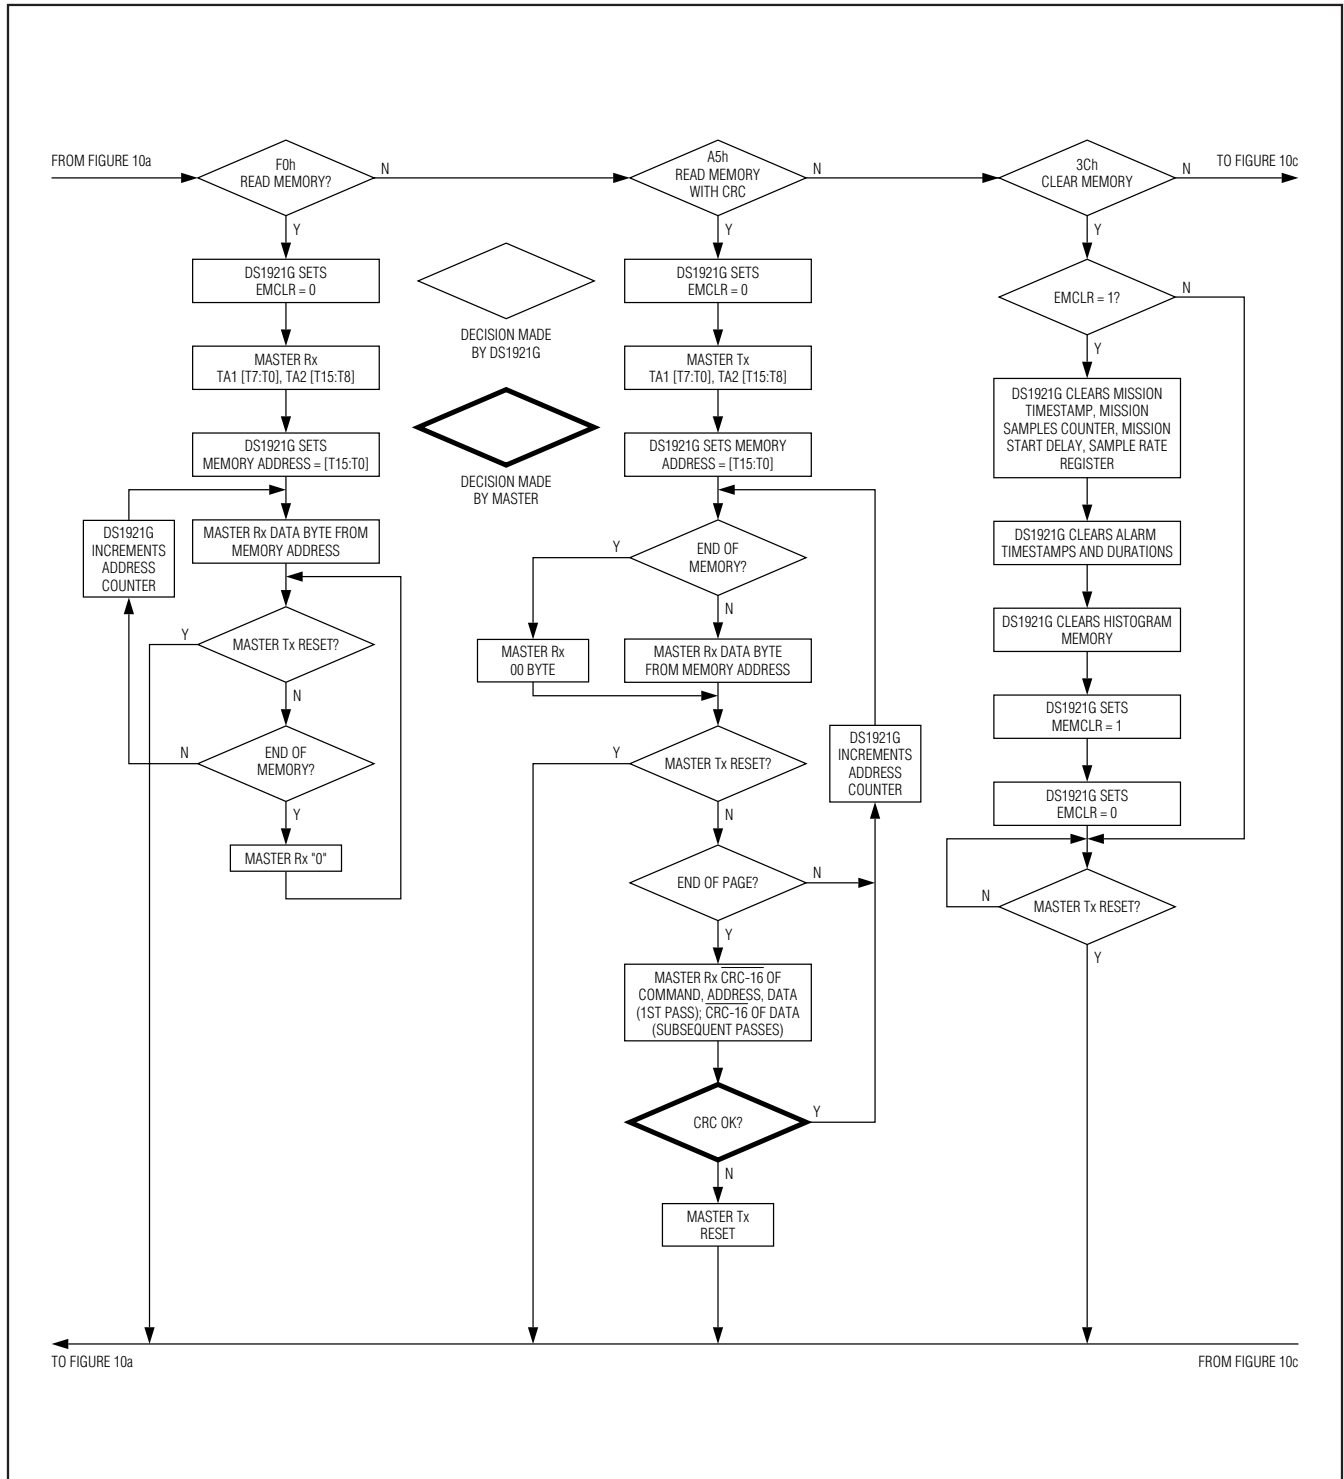 FROM FIGURE 10a
F0h
READ MEMORY?
N
Y
DS1921G SETS
EMCLR = 0
MASTER Rx
TA1 [T7:T0], TA2 [T15:T8]
DS1921G SETS
MEMORY ADDRESS = [T15:T0]
DS1921G
INCREMENTS
ADDRESS
COUNTER
MASTER Rx DATA BYTE FROM
MEMORY ADDRESS
Y
MASTER Tx RESET?
N
N
END OF
MEMORY?
Y
MASTER Rx "0"
DECISION MADE
BY DS1921G
DECISION MADE
BY MASTER
A5h
READ MEMORY
WITH CRC
N
Y
DS1921G SETS
EMCLR = 0
MASTER Tx
TA1 [T7:T0], TA2 [T15:T8]
DS1921G SETS MEMORY
ADDRESS = [T15:T0]
Y
END OF
MEMORY?
N
MASTER Rx
00 BYTE
MASTER Rx DATA BYTE
FROM MEMORY ADDRESS
Y
MASTER Tx RESET?
N
DS1921G
INCREMENTS
ADDRESS
COUNTER
END OF PAGE?
N
Y
MASTER Rx CRC-16 OF
COMMAND, ADDRESS, DATA
(1ST PASS); CRC-16 OF DATA
(SUBSEQUENT PASSES)
CRC OK?
Y
N
MASTER Tx
RESET
3Ch
CLEAR MEMORY
N
TO FIGURE 10c
Y
EMCLR = 1?
N
Y
DS1921G CLEARS MISSION
TIMESTAMP, MISSION
SAMPLES COUNTER, MISSION
START DELAY, SAMPLE RATE
REGISTER
DS1921G CLEARS ALARM
TIMESTAMPS AND DURATIONS
DS1921G CLEARS HISTOGRAM
MEMORY
DS1921G SETS
MEMCLR = 1
DS1921G SETS
EMCLR = 0
N
MASTER Tx RESET?
Y
TO FIGURE 10a
FROM FIGURE 10c